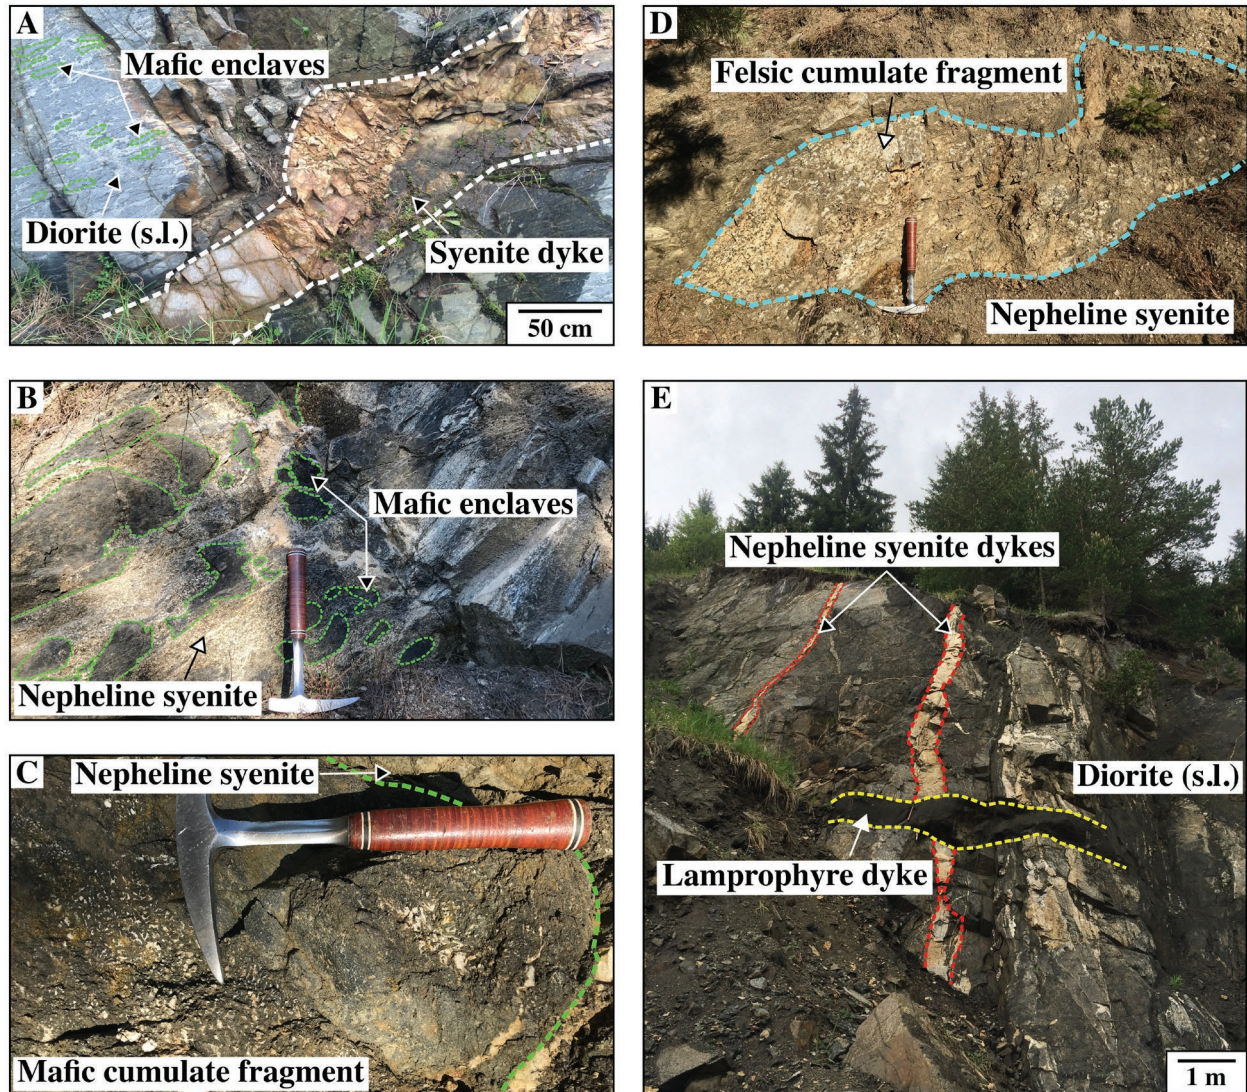 A
Mafic enclaves
Diorite (s.l.)
Syenite dyke
50 cm
B
Mafic enclaves
Nepheline syenite
C
Nepheline syenite
Mafic cumulate fragment
D
Felsic cumulate fragment
Nepheline syenite
E
Nepheline syenite dykes
Diorite (s.l.)
Lamprophyre dyke
1 m